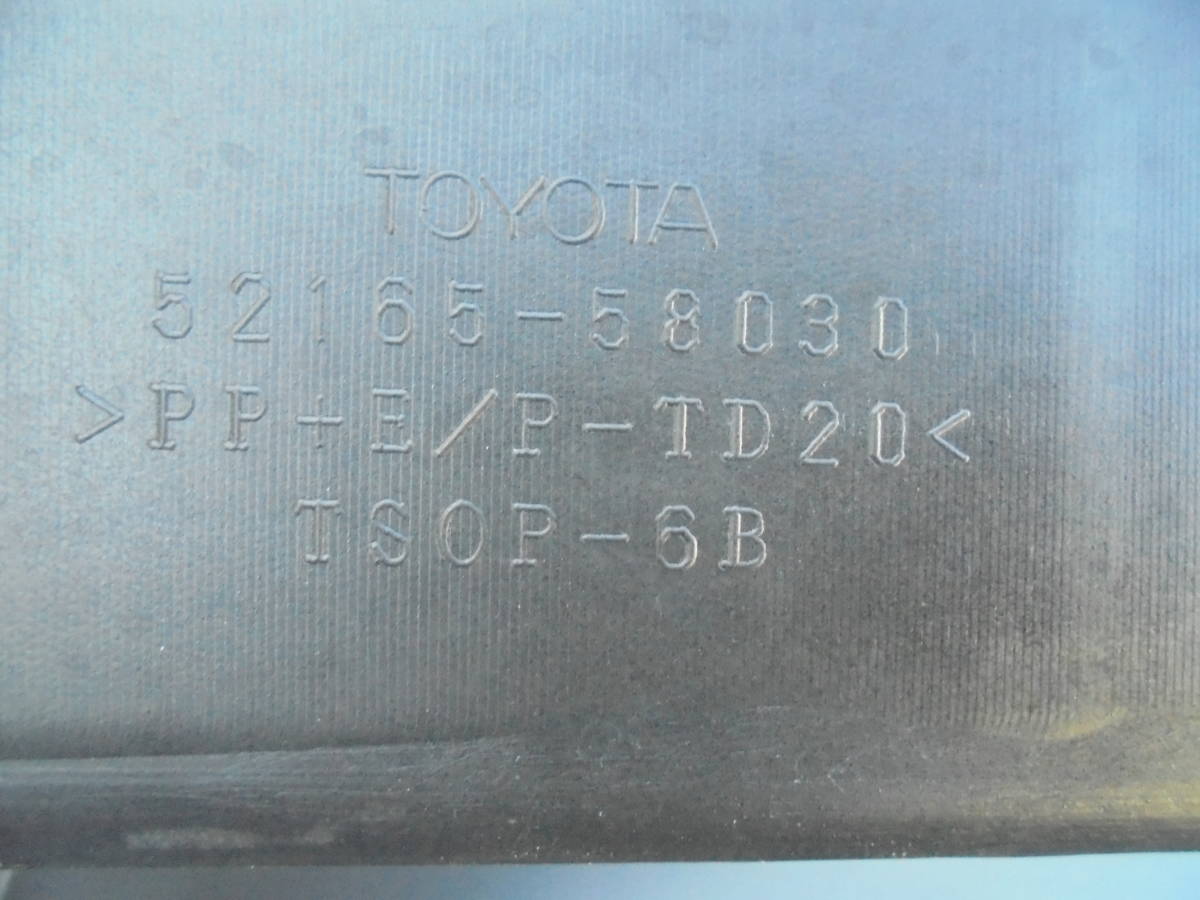 TOYOTA
52165-58030
>PP+E/P-TD20<
TSOP-6B